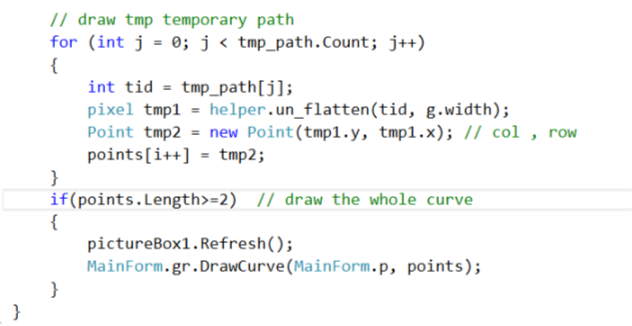 // draw tmp temporary path
for (int j = 0; j < tmp_path.Count; j++)
{
int tid = tmp_path[j];
pixel tmp1 = helper.un_flatten(tid, g.width);
Point tmp2 = new Point(tmp1.y, tmp1.x); // col , row
points[i++] = tmp2;
}
if(points.Length>=2)  // draw the whole curve
{
pictureBox1.Refresh();
MainForm.gr.DrawCurve(MainForm.p, points);
}
}